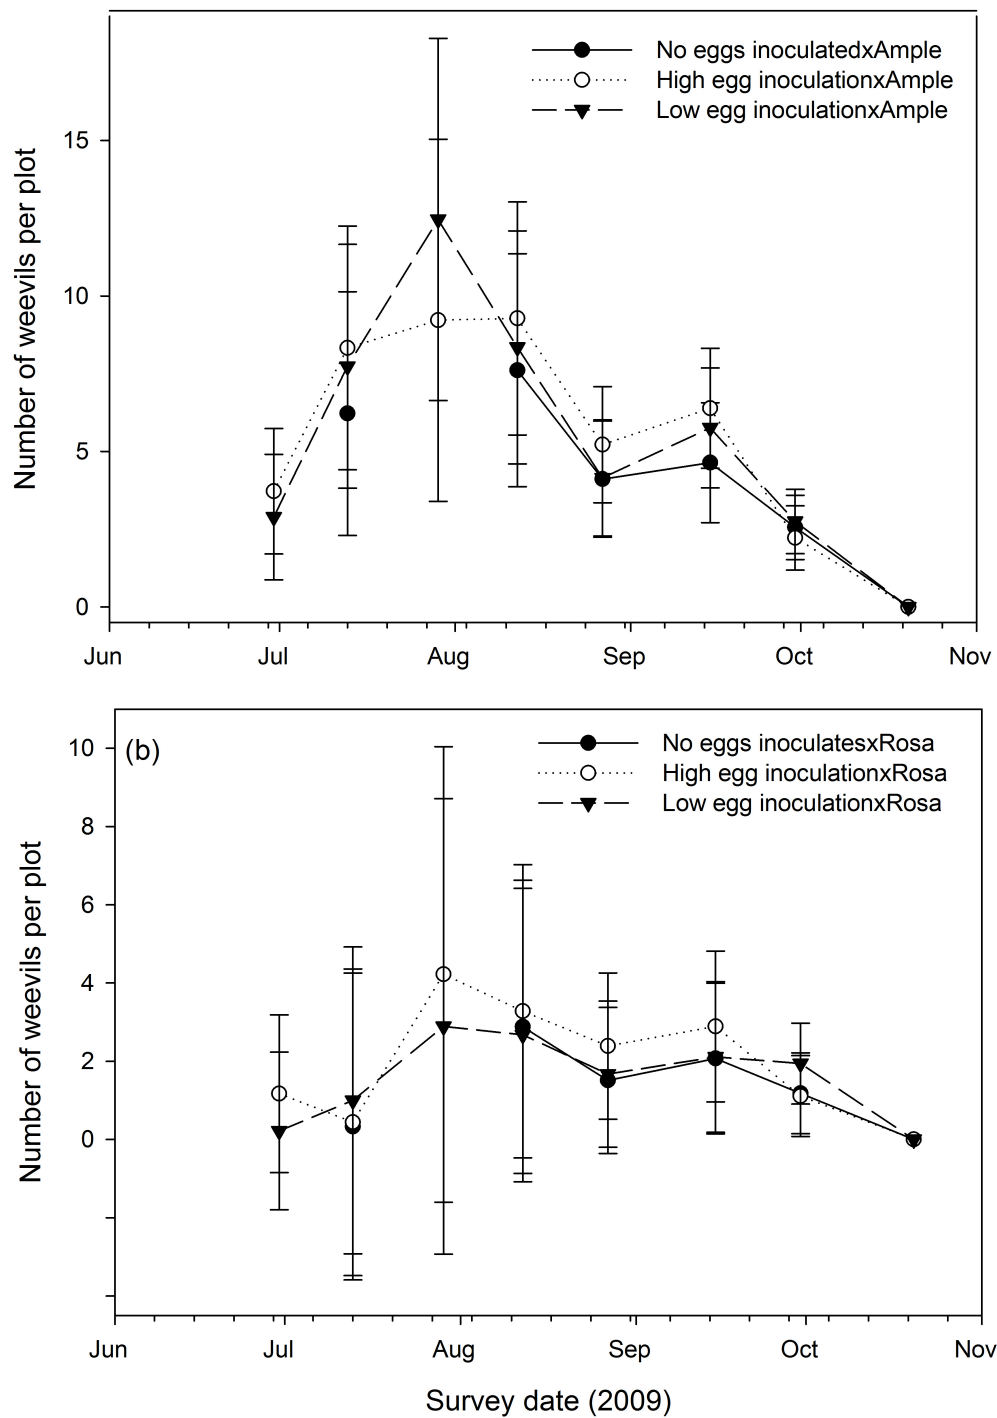 No eggs inoculatedxAmple
High egg inoculationxAmple
Low egg inoculationxAmple
Number of weevils per plot
15
10
5
0
Jun Jul Aug Sep Oct Nov
(b)
No eggs inoculatesxRosa
High egg inoculationxRosa
Low egg inoculationxRosa
Number of weevils per plot
10
8
6
4
2
0
Jun Jul Aug Sep Oct Nov
Survey date (2009)